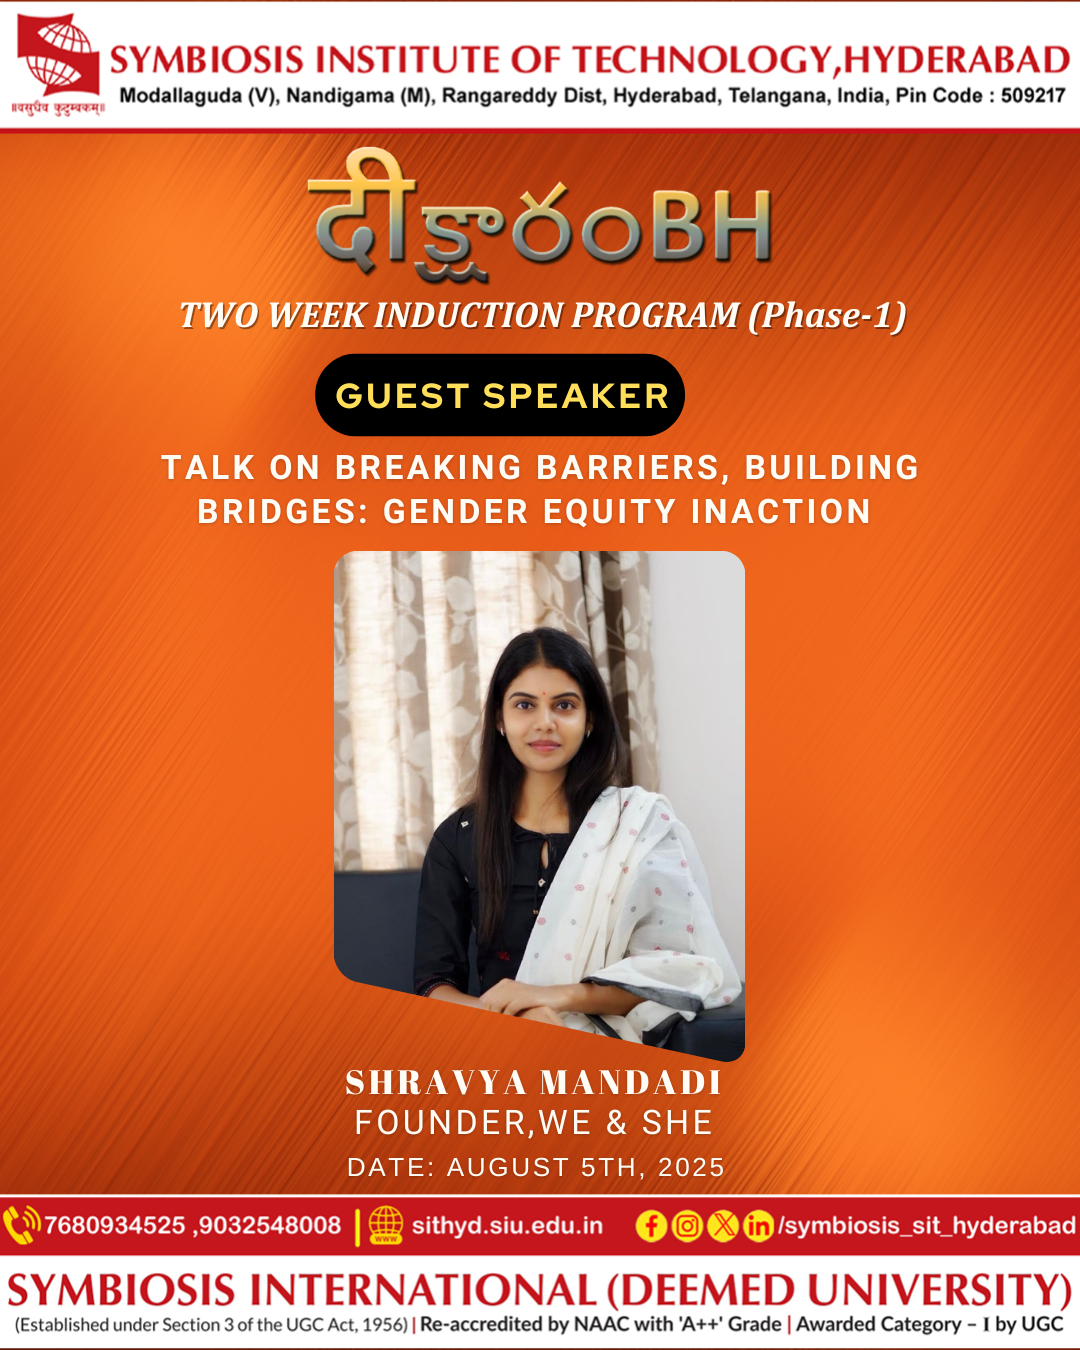 SYMBIOSIS INSTITUTE OF TECHNOLOGY,HYDERABAD
॥वसुधैव कुटुम्बकम्॥
Modallaguda (V), Nandigama (M), Rangareddy Dist, Hyderabad, Telangana, India, Pin Code : 509217
TWO WEEK INDUCTION PROGRAM (Phase-1)
GUEST SPEAKER
TALK ON BREAKING BARRIERS, BUILDING
BRIDGES: GENDER EQUITY INACTION
SHRAVYA MANDADI
FOUNDER,WE & SHE
DATE: AUGUST 5TH, 2025
7680934525 ,9032548008 | WWW sithyd.siu.edu.in /symbiosis_sit_hyderabad
SYMBIOSIS INTERNATIONAL (DEEMED UNIVERSITY)
(Established under Section 3 of the UGC Act, 1956) | Re-accredited by NAAC with 'A++' Grade | Awarded Category – I by UGC